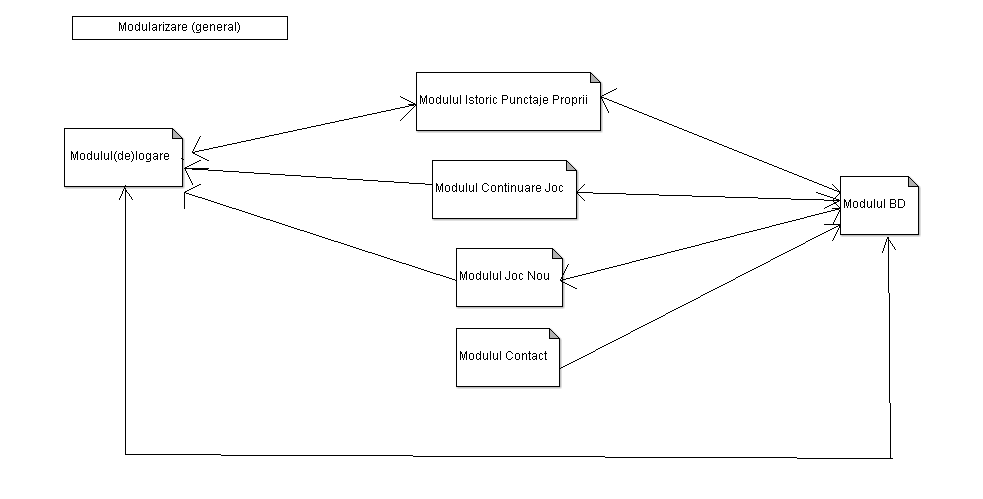 Modularizare (general)
Modulul Istoric Punctaje Proprii
Modulul(de)logare
Modulul Continuare Joc
Modulul BD
Modulul Joc Nou
Modulul Contact